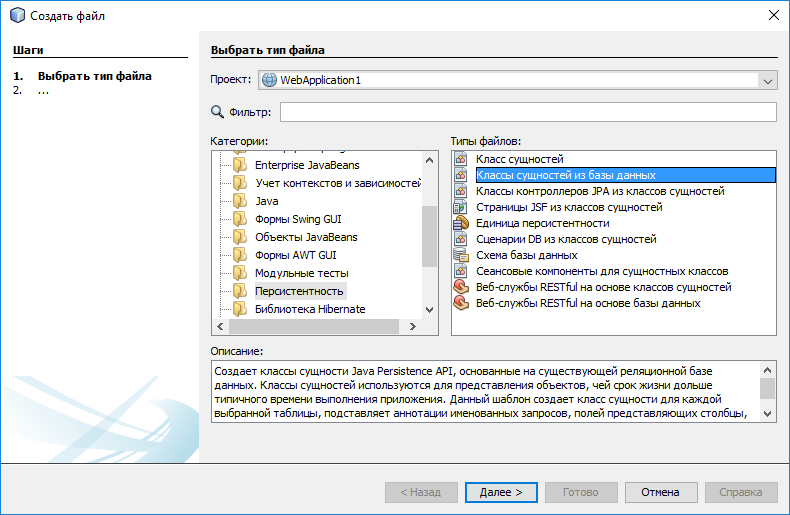 Создать файл
Шаги
1. Выбрать тип файла
2. ...
Выбрать тип файла
Проект: WebApplication1
Фильтр:
Категории:
Enterprise JavaBeans
Учет контекстов и зависимостей
Java
Формы Swing GUI
Объекты JavaBeans
Формы AWT GUI
Модульные тесты
Персистентность
Библиотека Hibernate
Типы файлов:
Класс сущностей
Классы сущностей из базы данных
Классы контроллеров JPA из классов сущностей
Страницы JSF из классов сущностей
Единица персистентности
Сценарии DB из классов сущностей
Схема базы данных
Сеансовые компоненты для сущностных классов
Веб-службы RESTful на основе классов сущностей
Веб-службы RESTful на основе базы данных
Описание:
Создает классы сущности Java Persistence API, основанные на существующей реляционной базе
данных. Классы сущностей используются для представления объектов, чей срок жизни дольше
типичного времени выполнения приложения. Данный шаблон создает класс сущности для каждой
выбранной таблицы, подставляет аннотации именованных запросов, полей представляющих столбцы,
< Назад
Далее >
Готово
Отмена
Справка